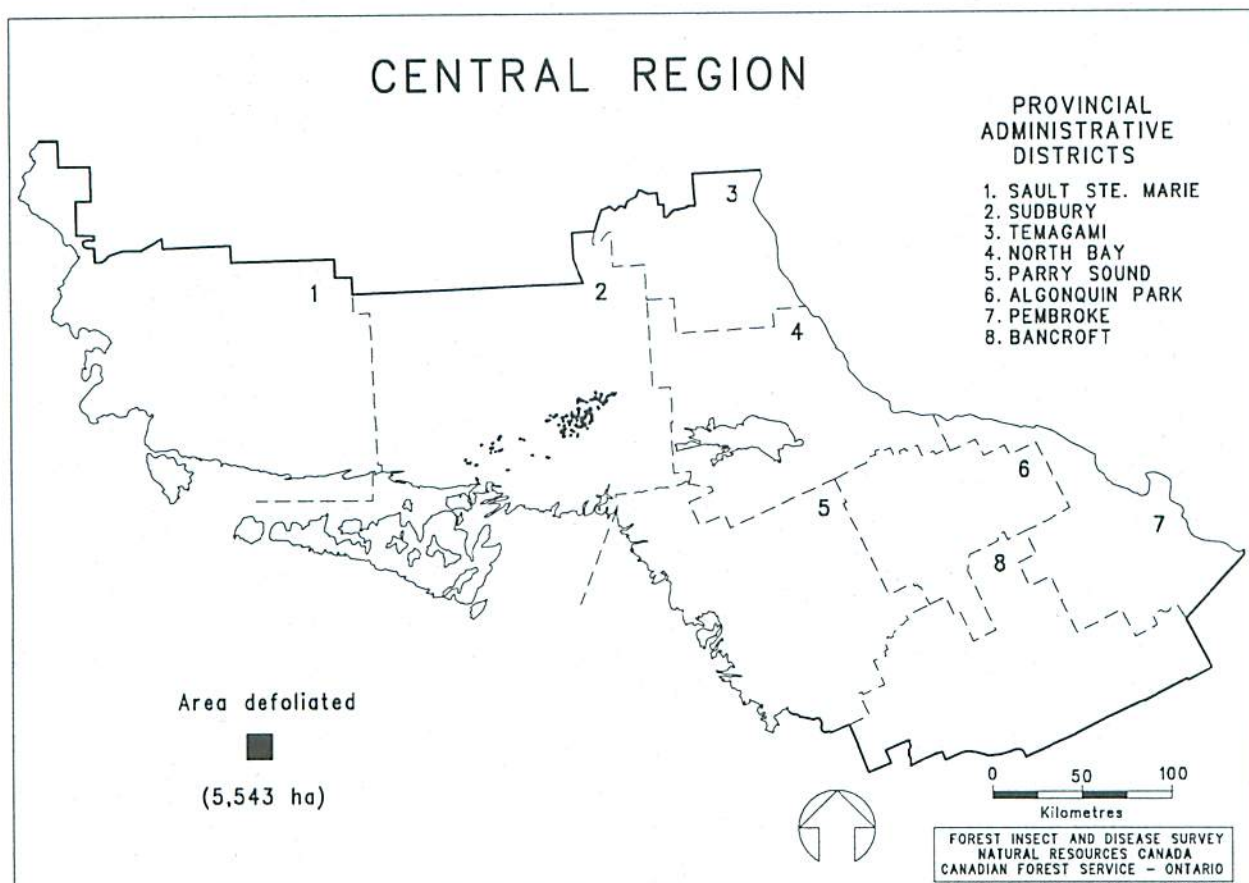 CENTRAL REGION
PROVINCIAL
ADMINISTRATIVE
DISTRICTS
1. SAULT STE. MARIE
2. SUDBURY
3. TEMAGAMI
4. NORTH BAY
5. PARRY SOUND
6. ALGONQUIN PARK
7. PEMBROKE
8. BANCROFT
3
1
2
4
6
5
7
8
Area defoliated
(5,543 ha)
0 50 100
Kilometres
FOREST INSECT AND DISEASE SURVEY
NATURAL RESOURCES CANADA
CANADIAN FOREST SERVICE - ONTARIO